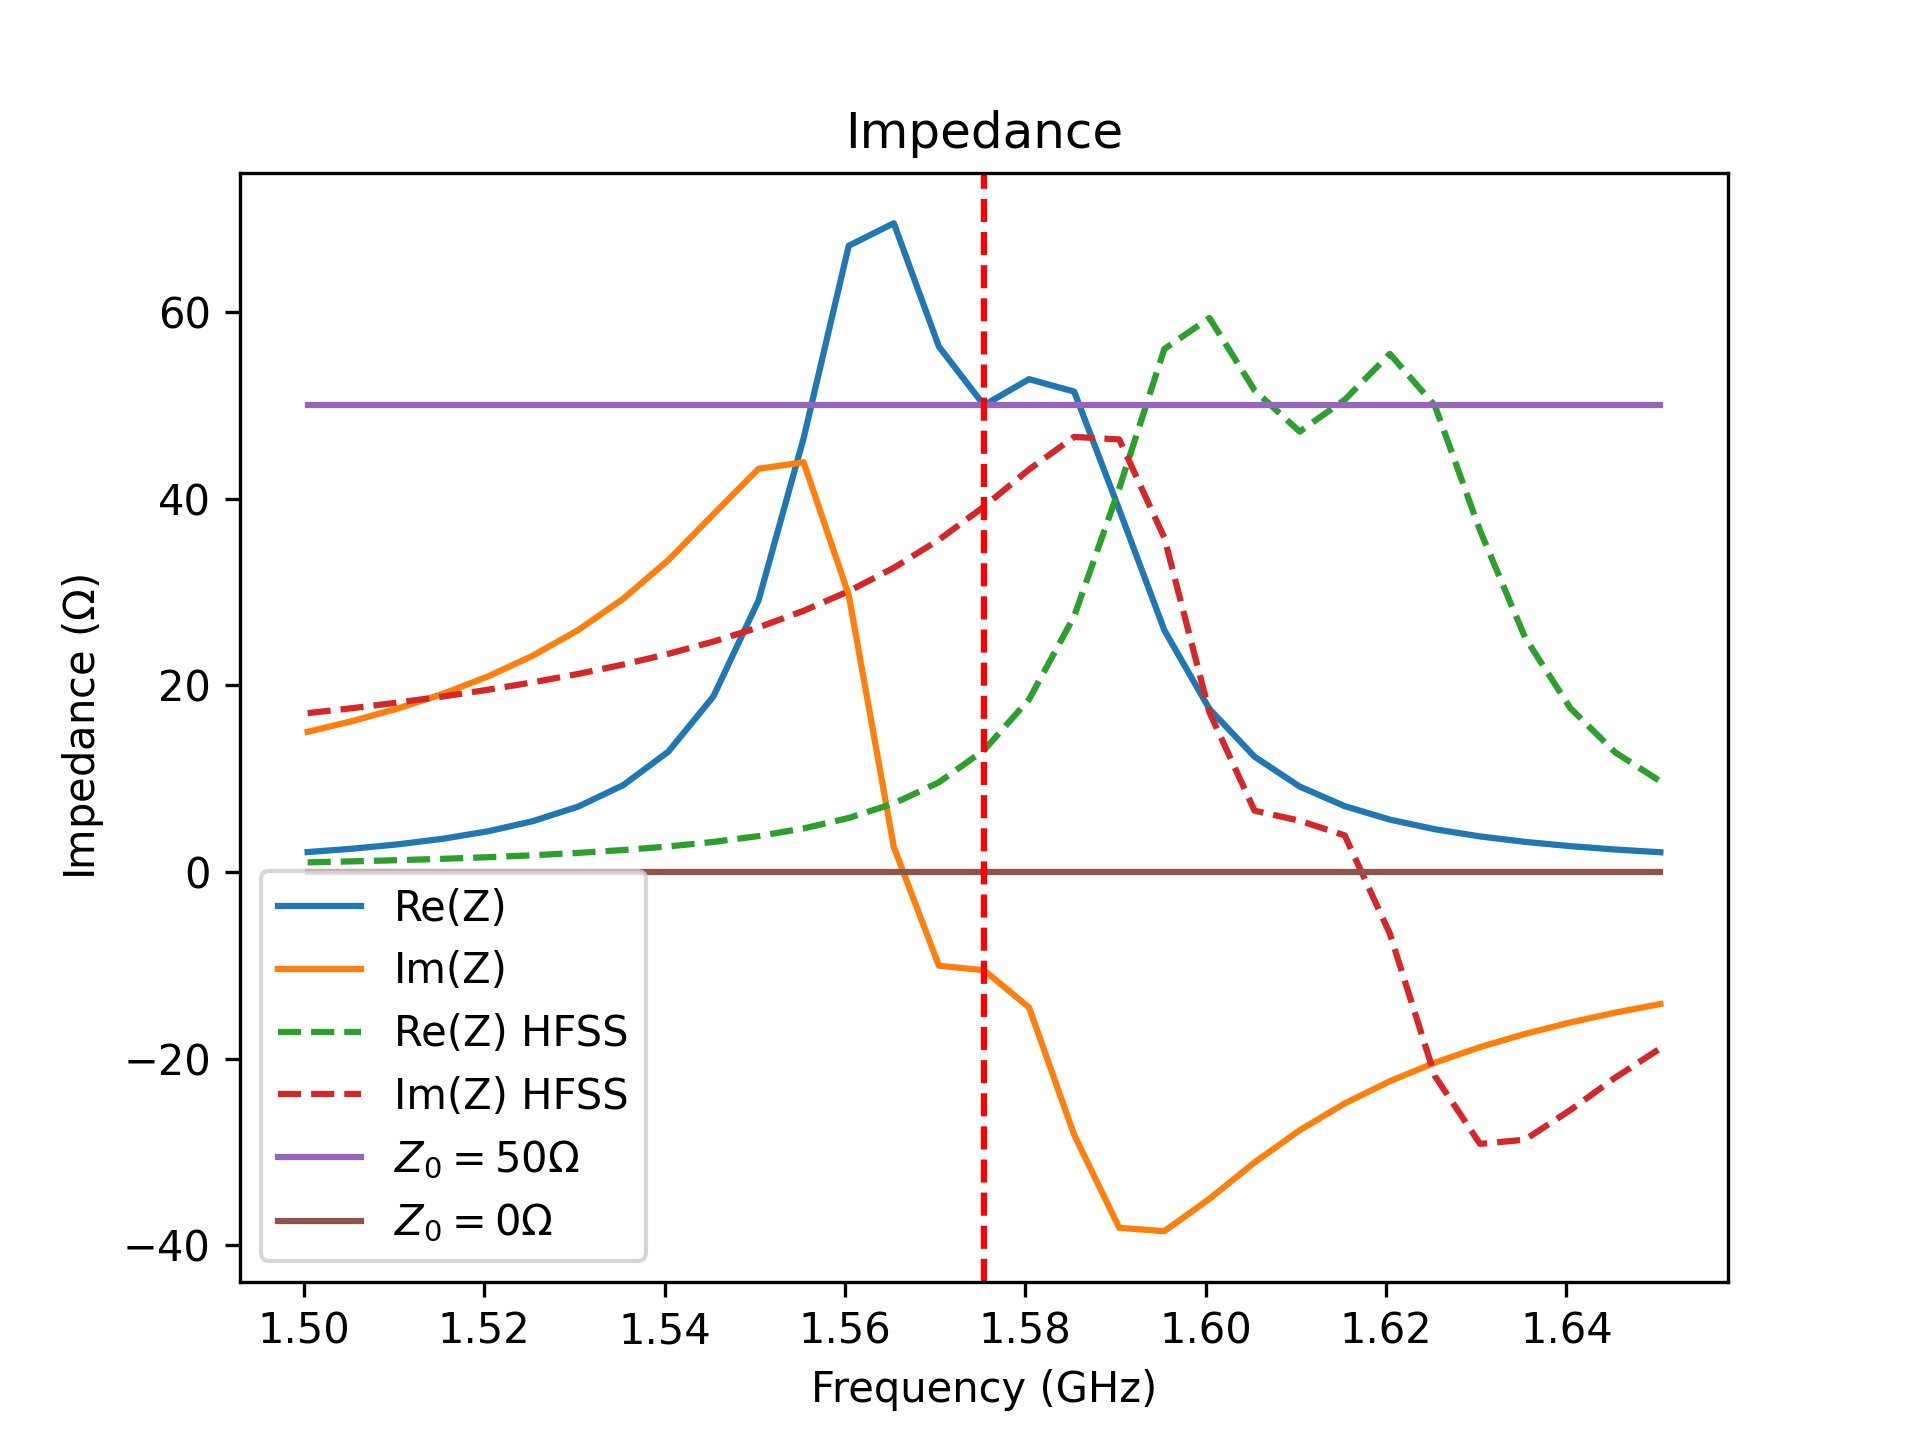 Impedance
Impedance (Ω)
60
40
20
0
−20
−40
Re(Z)
Im(Z)
Re(Z) HFSS
Im(Z) HFSS
Z₀ = 50Ω
Z₀ = 0Ω
1.50 1.52 1.54 1.56 1.58 1.60 1.62 1.64
Frequency (GHz)